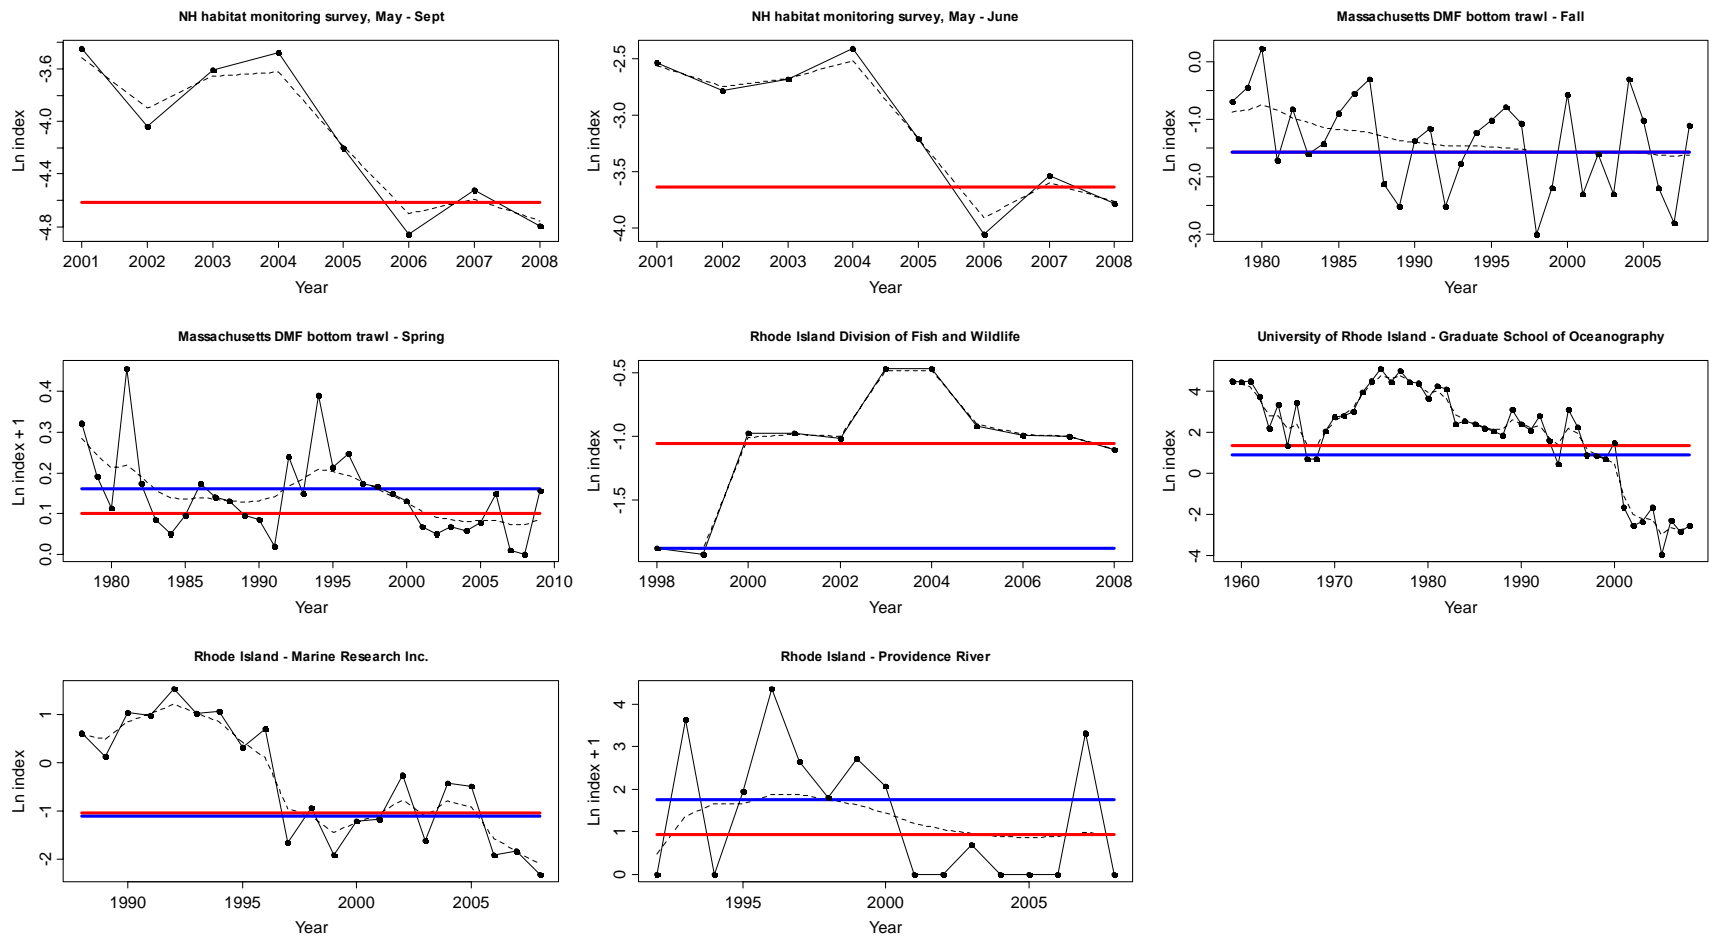 NH habitat monitoring survey, May - Sept
Ln index
-3.6
-4.0
-4.4
-4.8
2001 2002 2003 2004 2005 2006 2007 2008
Year
NH habitat monitoring survey, May - June
Ln index
-2.5
-3.0
-3.5
-4.0
2001 2002 2003 2004 2005 2006 2007 2008
Year
Massachusetts DMF bottom trawl - Fall
Ln index
0.0
-1.0
-2.0
-3.0
1980 1985 1990 1995 2000 2005
Year
Massachusetts DMF bottom trawl - Spring
Ln index + 1
0.4
0.3
0.2
0.1
0.0
1980 1985 1990 1995 2000 2005 2010
Year
Rhode Island Division of Fish and Wildlife
Ln index
-0.5
-1.0
-1.5
1998 2000 2002 2004 2006 2008
Year
University of Rhode Island - Graduate School of Oceanography
Ln index
4
2
0
-2
-4
1960 1970 1980 1990 2000
Year
Rhode Island - Marine Research Inc.
Ln index
1
0
-1
-2
1990 1995 2000 2005
Year
Rhode Island - Providence River
Ln index + 1
4
3
2
1
0
1995 2000 2005
Year